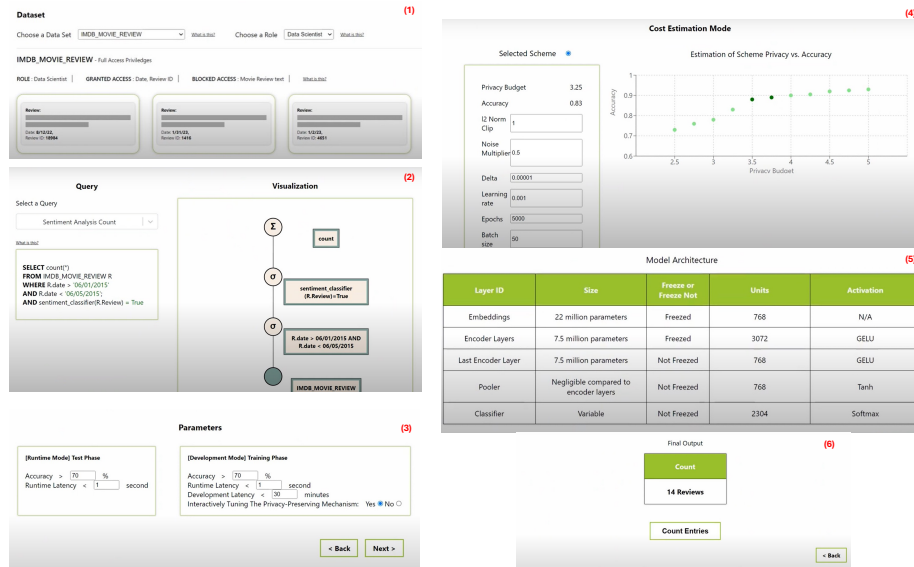 (1)
Dataset
Choose a Data Set IMDB_MOVIE_REVIEW What is this? Choose a Role Data Scientist What is this?
IMDB_MOVIE_REVIEW - Full Access Priviledges
ROLE : Data Scientist | GRANTED ACCESS : Date, Review ID | BLOCKED ACCESS : Movie Review text | What is this?
Review:
Date: 8/12/22,
Review ID: 18984
Review:
Date: 1/31/23,
Review ID: 1416
Review:
Date: 1/2/23,
Review ID: 4651
(2)
Query
Select a Query
Sentiment Analysis Count
What is this?
SELECT count(*)
FROM IMDB_MOVIE_REVIEW R
WHERE R.date > '06/01/2015'
AND R.date < '06/05/2015';
AND sentiment_classifier(R.Review) = True
Visualization
Σ
count
σ
sentiment_classifier
(R.Review)=True
σ
R.date > 06/01/2015 AND
R.date < 06/05/2015
IMDB_MOVIE_REVIEW
(3)
Parameters
[Runtime Mode] Test Phase
Accuracy > 70 %
Runtime Latency < 1 second
[Development Mode] Training Phase
Accuracy > 70 %
Runtime Latency < 1 second
Development Latency < 30 minutes
Interactively Tuning The Privacy-Preserving Mechanism: Yes No
< Back Next >
(4)
Cost Estimation Mode
Selected Scheme
Privacy Budget 3.25
Accuracy 0.83
l2 Norm
Clip 1
Noise
Multiplier 0.5
Delta 0.00001
Learning
rate 0.001
Epochs 5000
Batch
size 50
Estimation of Scheme Privacy vs. Accuracy
Accuracy
1
0.9
0.8
0.7
0.6
2.5 3 3.5 4 4.5 5
Privacy Budget
(5)
Model Architecture
Layer ID Size Freeze or Freeze Not Units Activation
Embeddings 22 million parameters Freezed 768 N/A
Encoder Layers 7.5 million parameters Freezed 3072 GELU
Last Encoder Layer 7.5 million parameters Not Freezed 768 GELU
Pooler Negligible compared to encoder layers Not Freezed 768 Tanh
Classifier Variable Not Freezed 2304 Softmax
(6)
Final Output
Count
14 Reviews
Count Entries
< Back